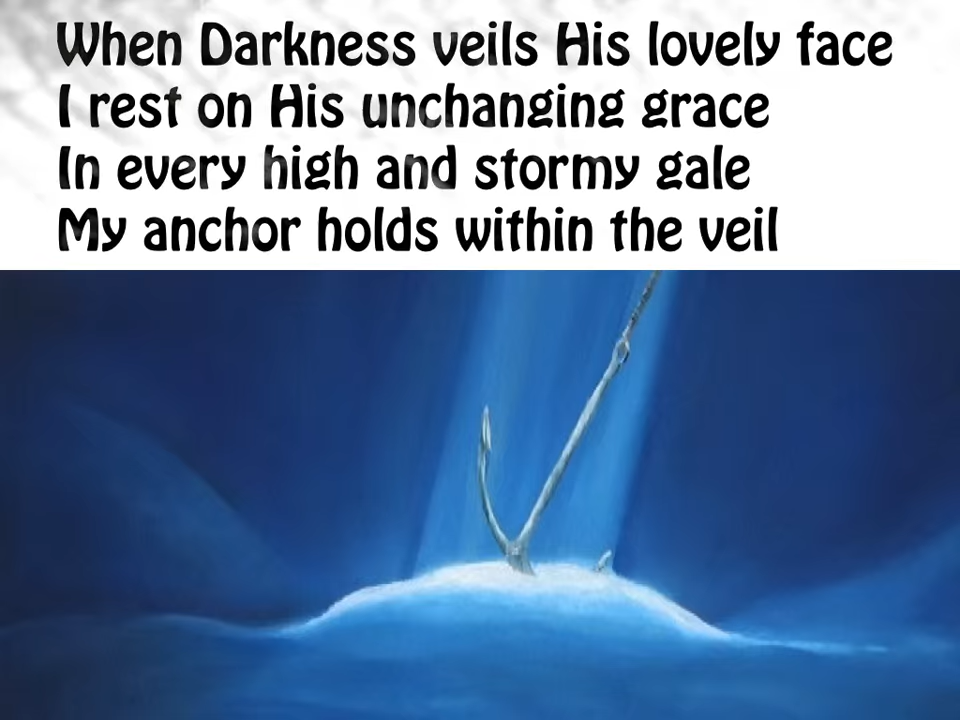 When Darkness veils His lovely face
I rest on His unchanging grace
In every high and stormy gale
My anchor holds within the veil